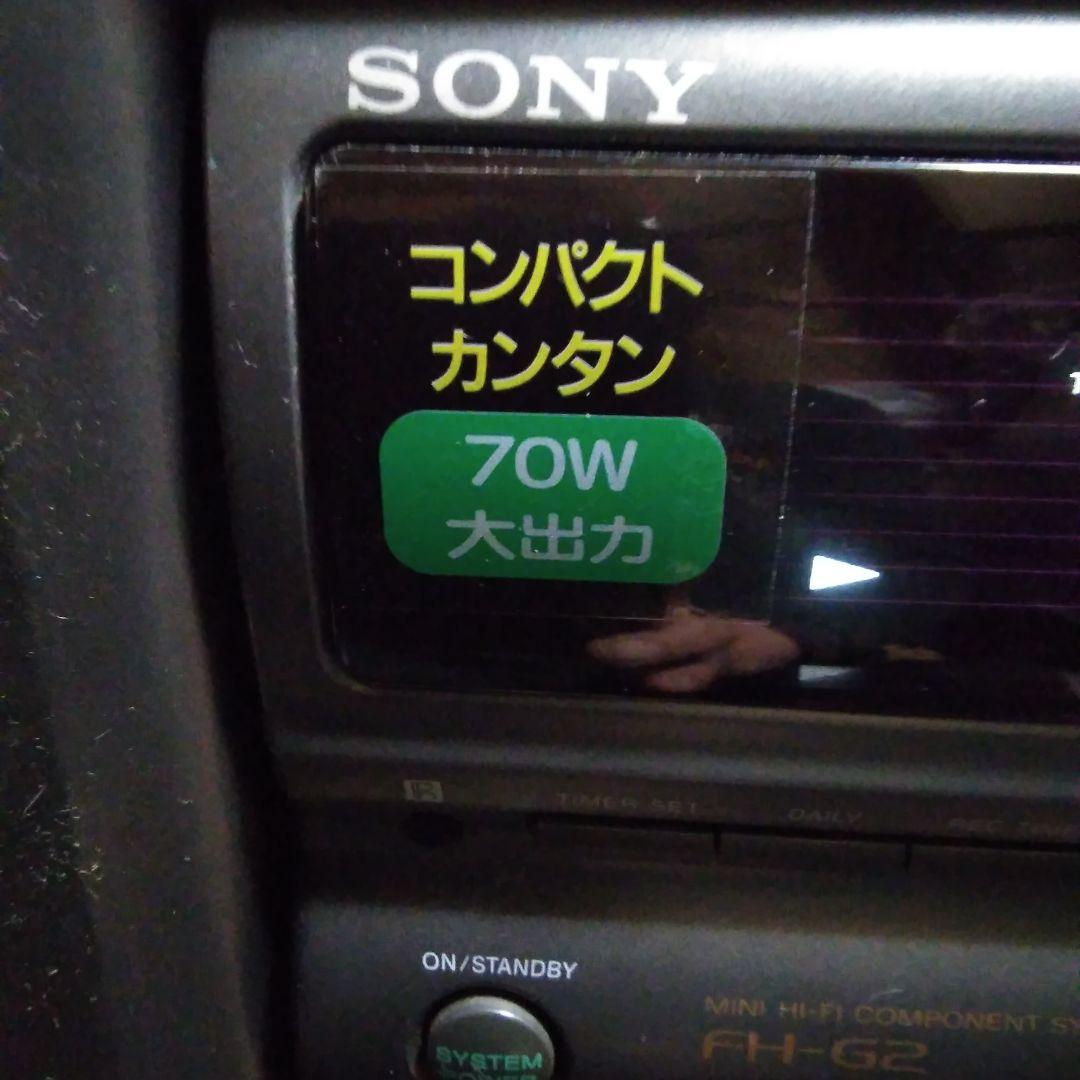 SONY
コンパクト
カンタン
70W
大出力
R
TIMER SET
DAILY
REC
ON/STANDBY
MINI HI-FI COMPONENT
FH-G2
SYSTEM